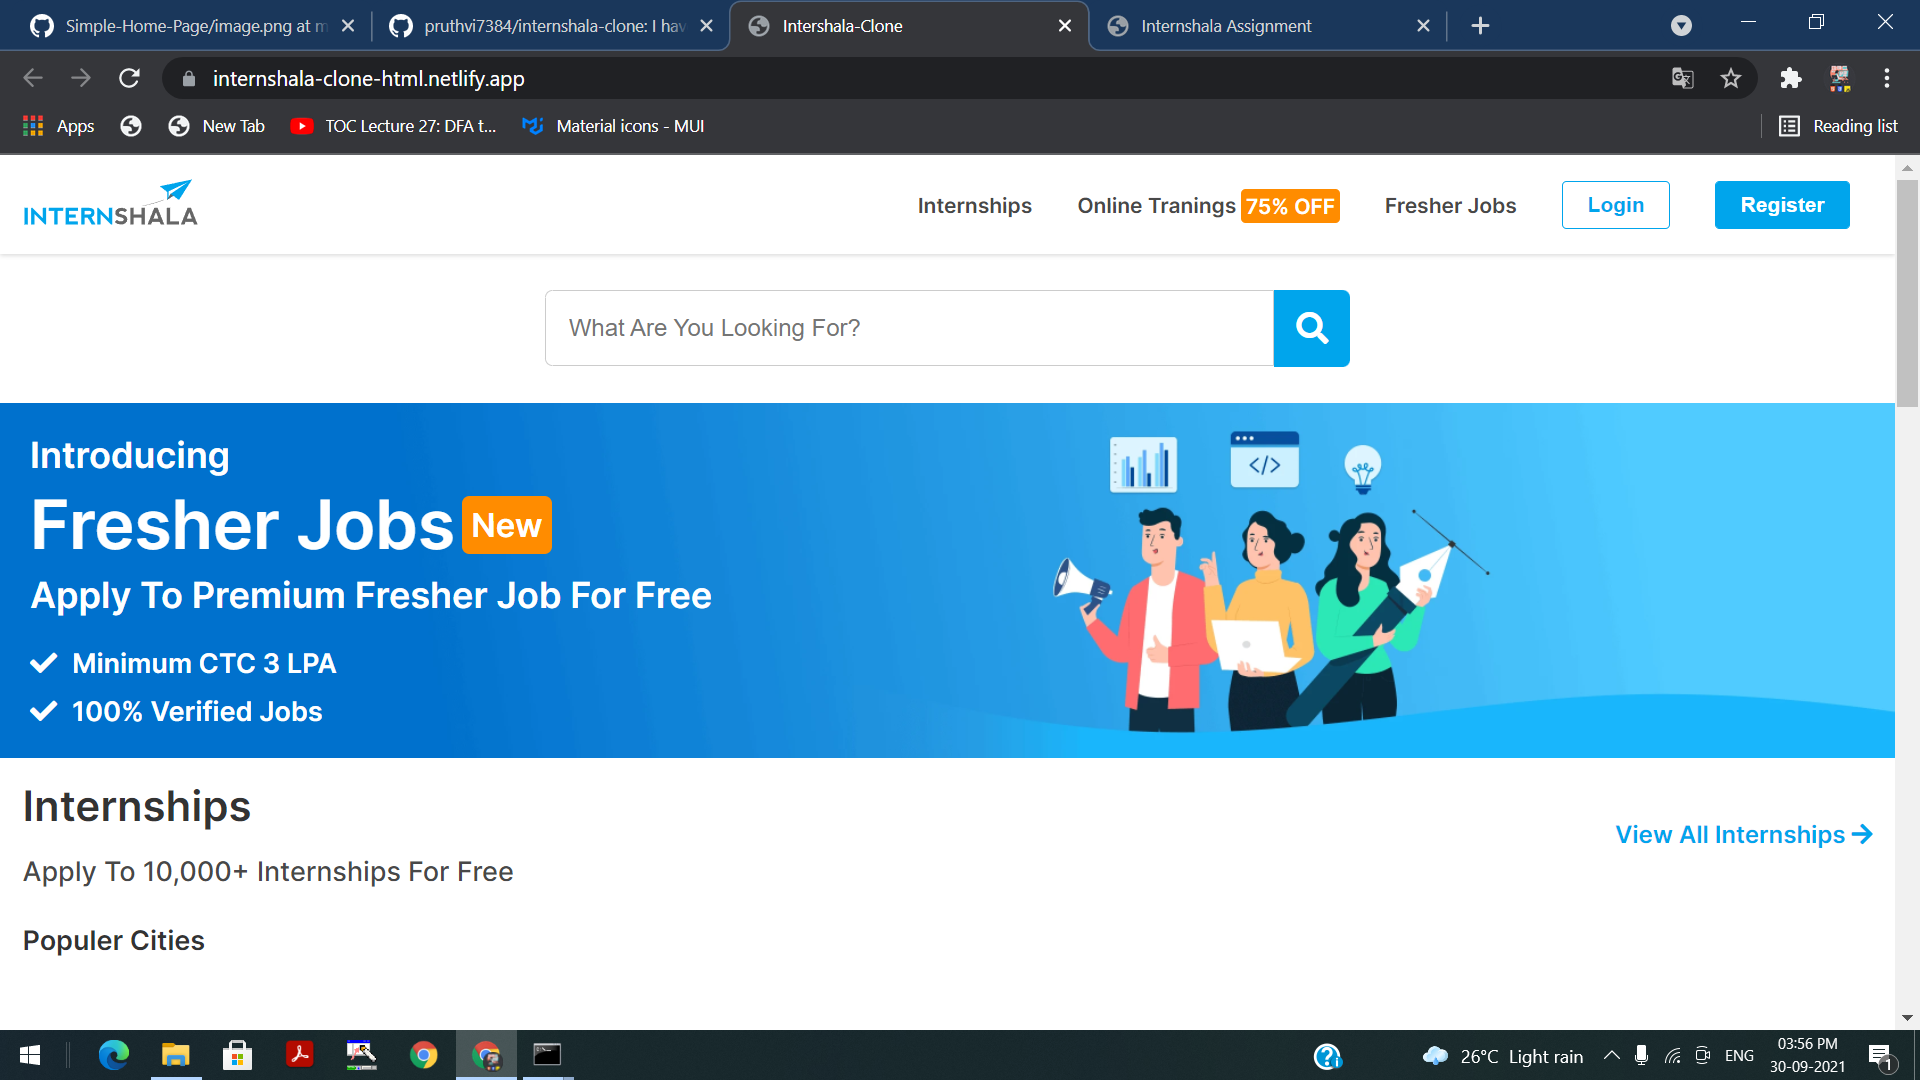 Simple-Home-Page/image.png at m
pruthvi7384/internshala-clone: I hav
Intershala-Clone
Internshala Assignment
internshala-clone-html.netlify.app
Apps
New Tab
TOC Lecture 27: DFA t...
Material icons - MUI
Reading list
INTERNSHALA
Internships
Online Tranings 75% OFF
Fresher Jobs
Login
Register
What Are You Looking For?
Introducing
Fresher Jobs New
Apply To Premium Fresher Job For Free
Minimum CTC 3 LPA
100% Verified Jobs
</>
Internships
View All Internships
Apply To 10,000+ Internships For Free
Populer Cities
26°C Light rain
ENG
03:56 PM
30-09-2021
1